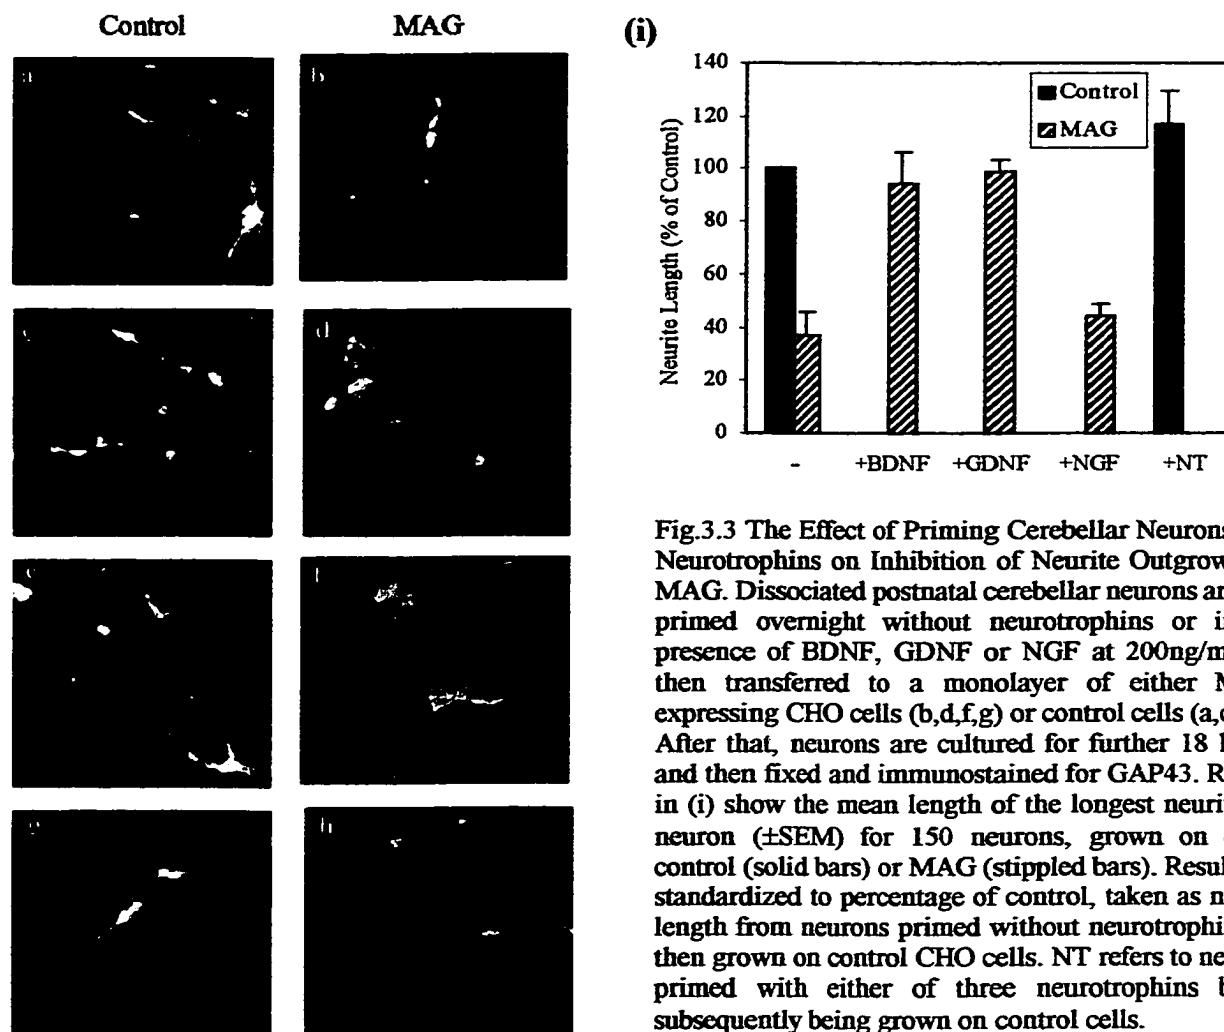 Control
MAG
(i)
a
b
c
d
e
f
g
h
140
120
100
80
60
40
20
0
Neurite Length (% of Control)
Control
MAG
-
+BDNF
+GDNF
+NGF
+NT
Fig.3.3 The Effect of Priming Cerebellar Neurons
Neurotrophins on Inhibition of Neurite Outgrow
MAG. Dissociated postnatal cerebellar neurons ar
primed overnight without neurotrophins or i
presence of BDNF, GDNF or NGF at 200ng/m
then transferred to a monolayer of either M
expressing CHO cells (b,d,f,g) or control cells (a,c
After that, neurons are cultured for further 18 h
and then fixed and immunostained for GAP43. R
in (i) show the mean length of the longest neuri
neuron (±SEM) for 150 neurons, grown on
control (solid bars) or MAG (stippled bars). Resul
standardized to percentage of control, taken as n
length from neurons primed without neurotrophi
then grown on control CHO cells. NT refers to ne
primed with either of three neurotrophins b
subsequently being grown on control cells.